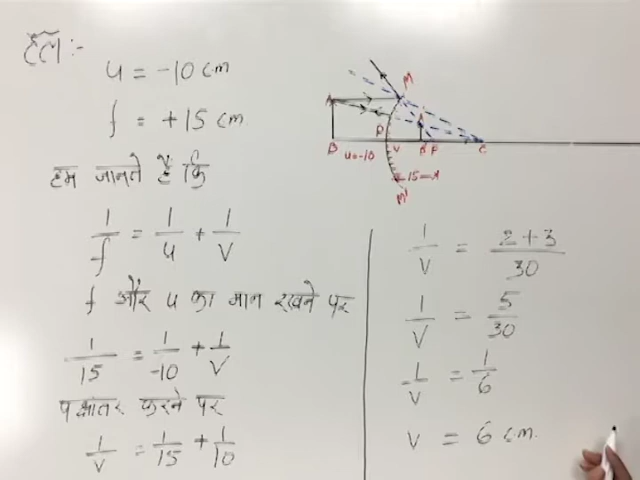 हल :-
u = -10 cm
f = +15 cm.
हम जानते है कि
1/f = 1/u + 1/v
f और u का मान रखने पर
1/15 = 1/-10 + 1/v
पक्षांतर करने पर
1/v = 1/15 + 1/10
M
A
D
B
u=-10
V
B' F
C
15
M'
1/v = 2+3/30
1/v = 5/30
1/v = 1/6
v = 6 cm.